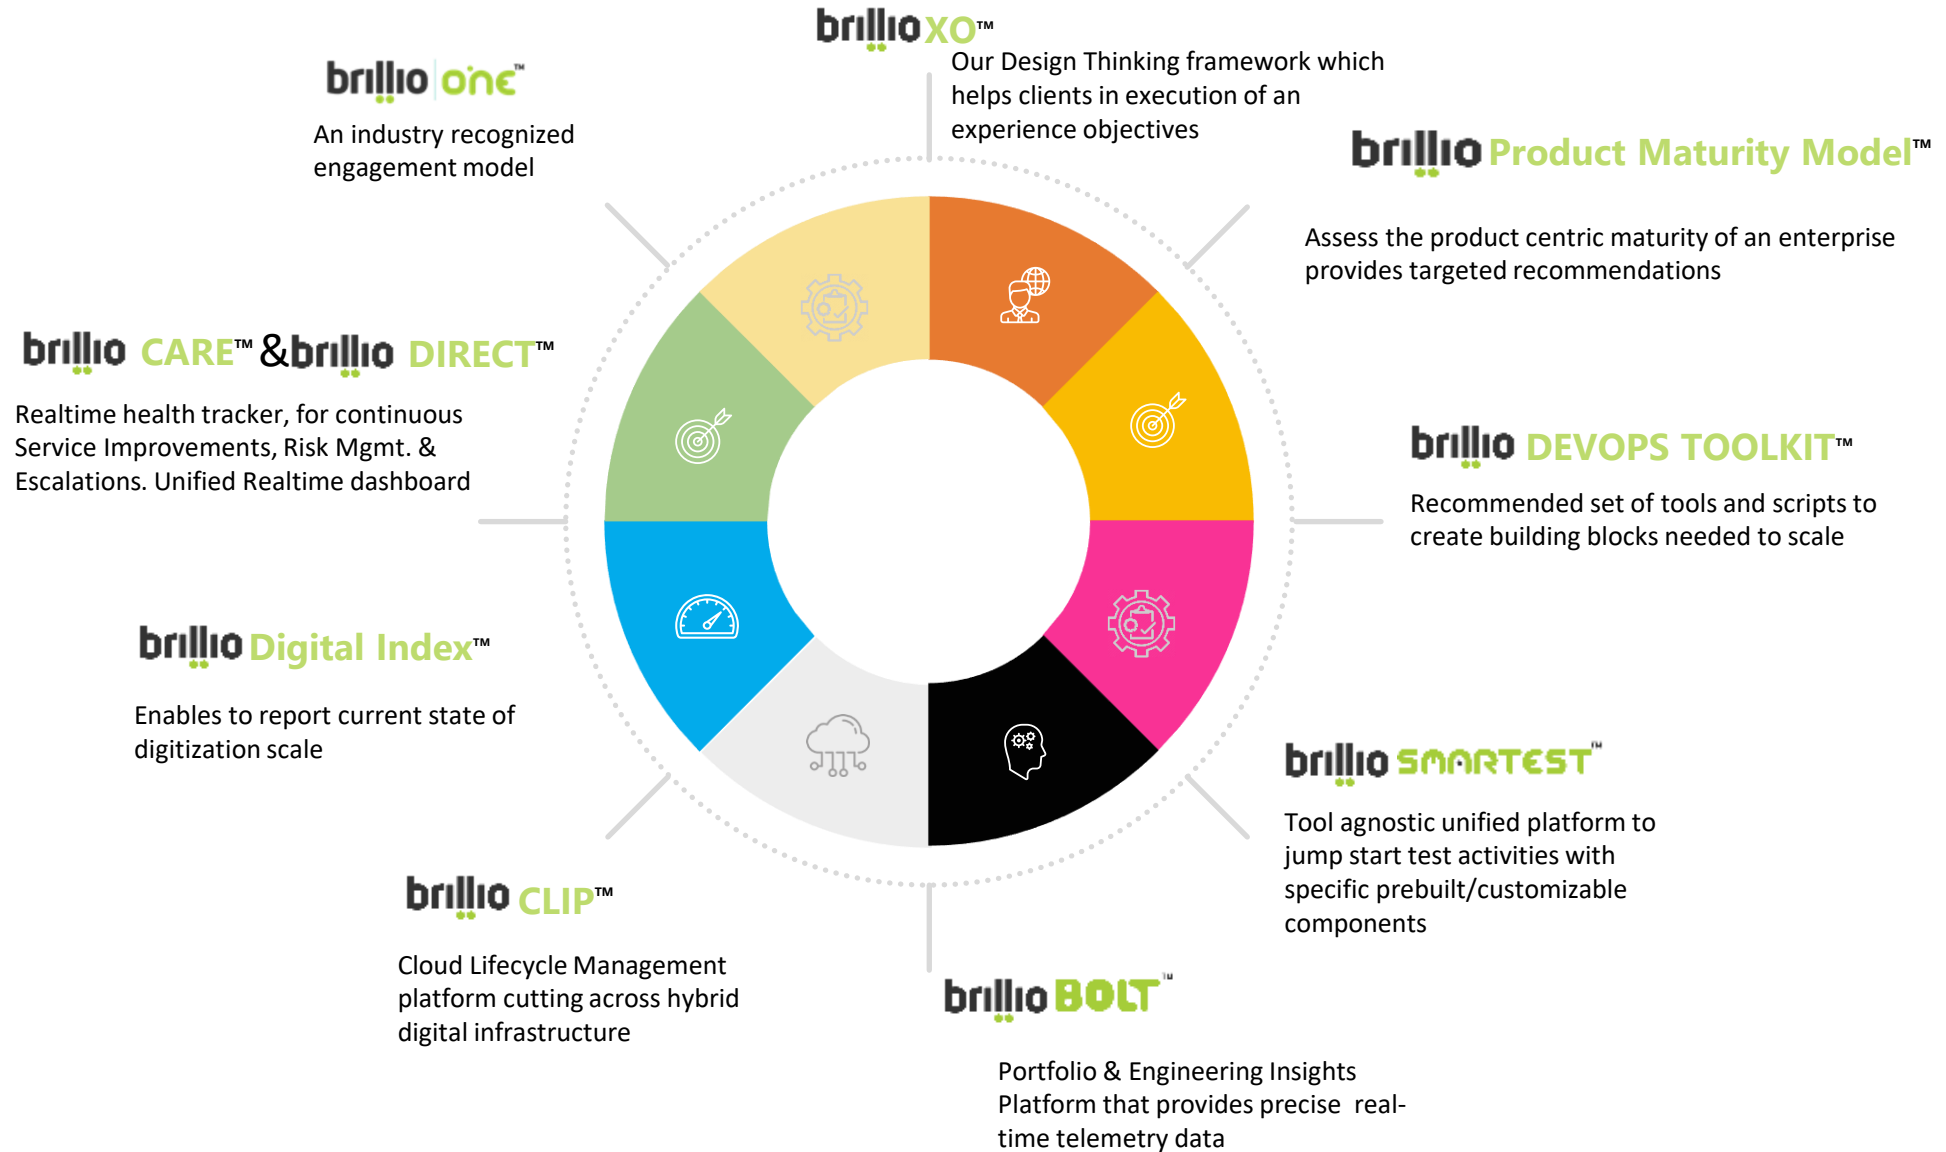 brillio XO™
Our Design Thinking framework which
helps clients in execution of an
experience objectives
brillio Product Maturity Model™
Assess the product centric maturity of an enterprise
provides targeted recommendations
brillio DEVOPS TOOLKIT™
Recommended set of tools and scripts to
create building blocks needed to scale
brillio SMARTEST™
Tool agnostic unified platform to
jump start test activities with
specific prebuilt/customizable
components
brillio BOLT™
Portfolio & Engineering Insights
Platform that provides precise  real-
time telemetry data
brillio CLIP™
Cloud Lifecycle Management
platform cutting across hybrid
digital infrastructure
brillio Digital Index™
Enables to report current state of
digitization scale
brillio CARE™ & brillio DIRECT™
Realtime health tracker, for continuous
Service Improvements, Risk Mgmt. &
Escalations. Unified Realtime dashboard
brillio one™
An industry recognized
engagement model